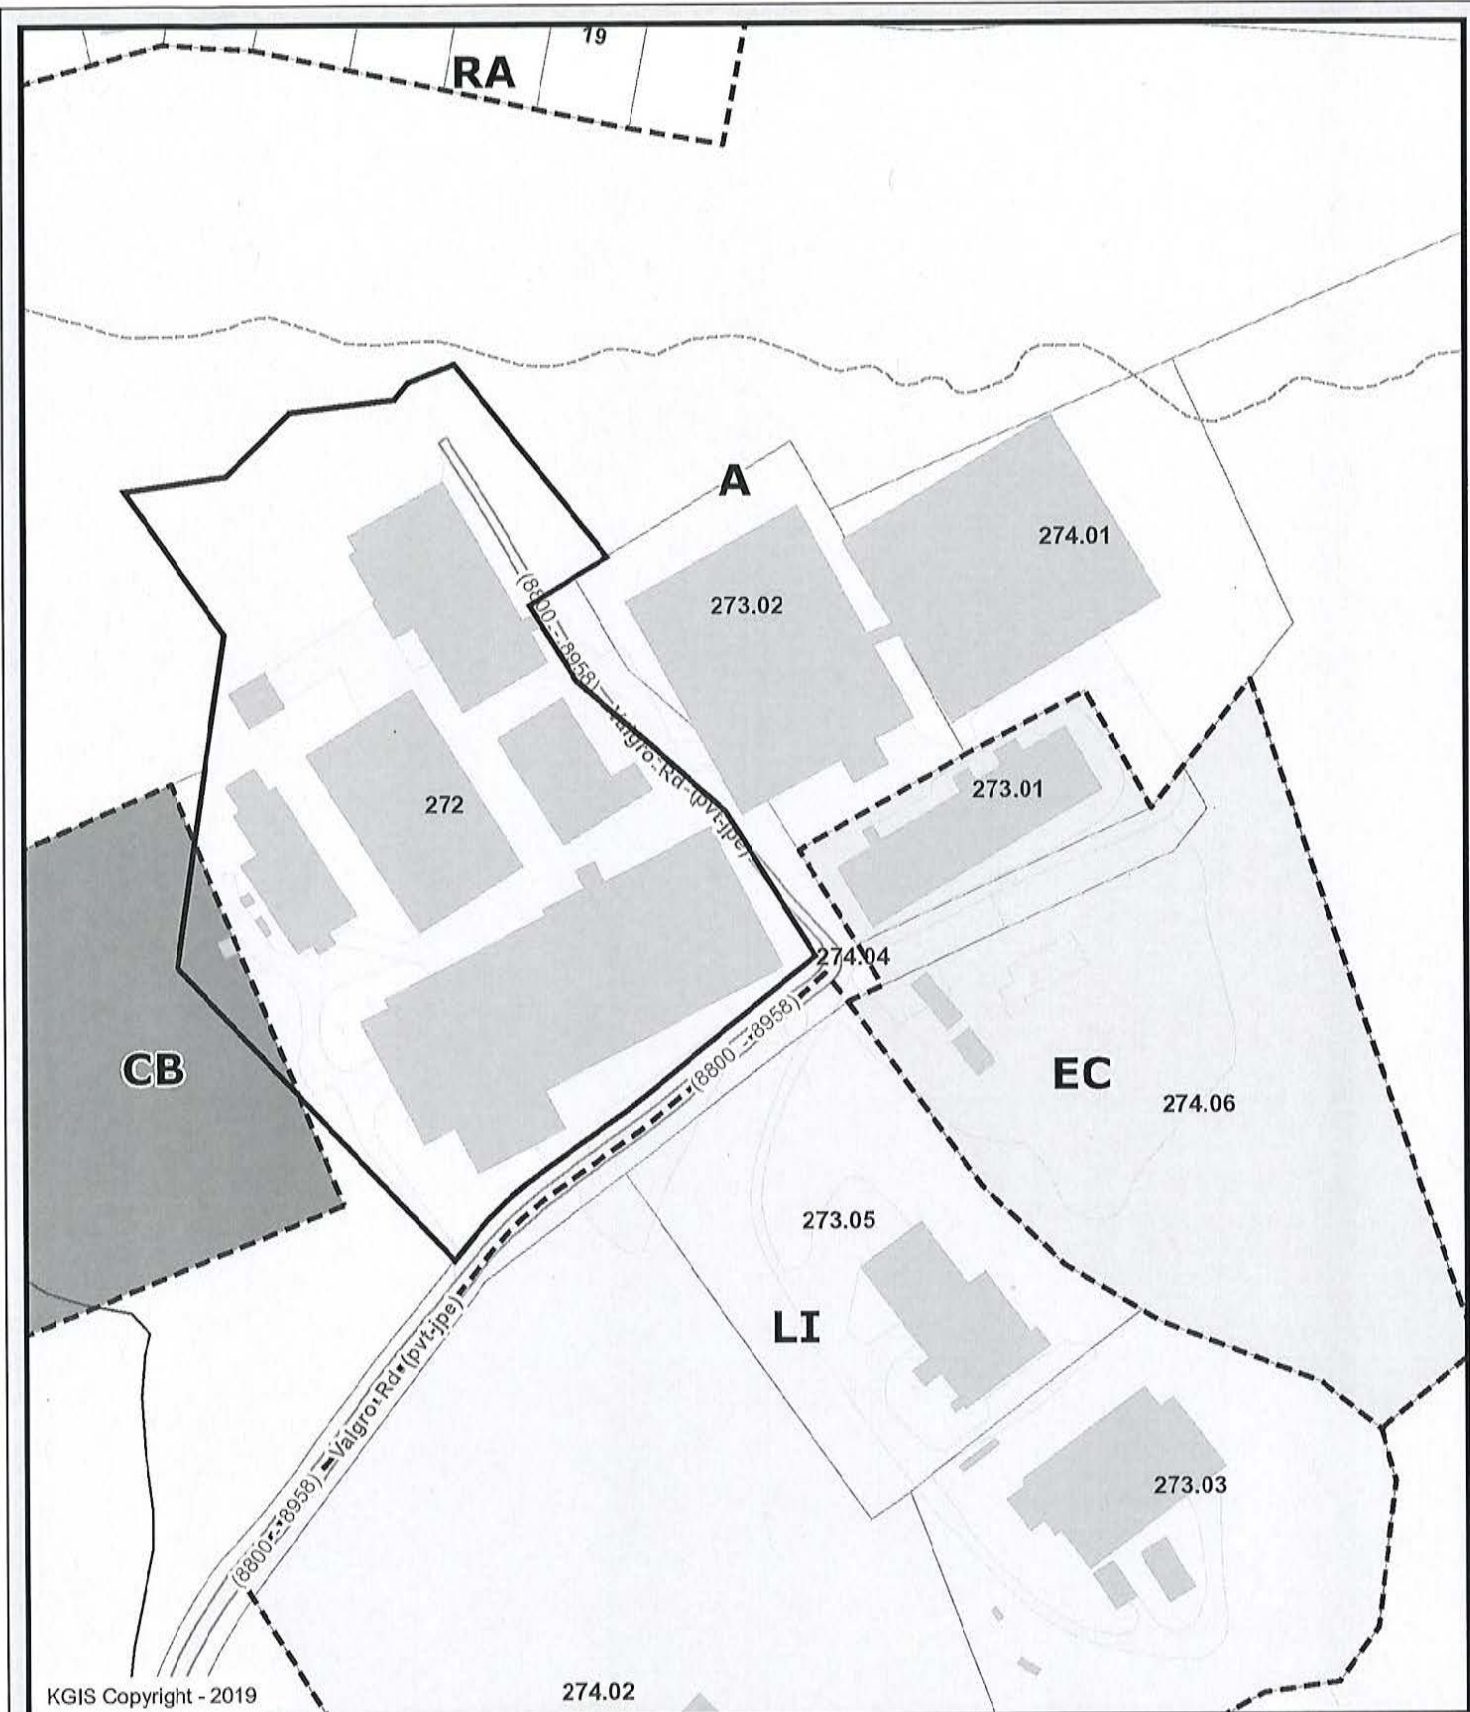 19
RA
A
274.01
273.02
(8800 - 8958)
Valgro Rd (pvt-jpe)
273.01
272
274.04
(8800 - 8958)
CB
EC
274.06
273.05
LI
Valgro Rd (pvt-jpe)
273.03
(8800 - 8958)
274.02
KGIS Copyright - 2019